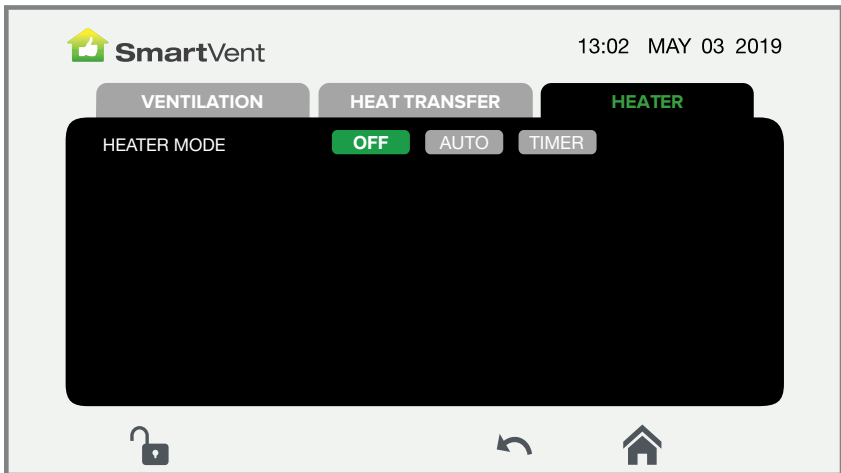 SmartVent
13:02 MAY 03 2019
VENTILATION HEAT TRANSFER HEATER
HEATER MODE OFF AUTO TIMER